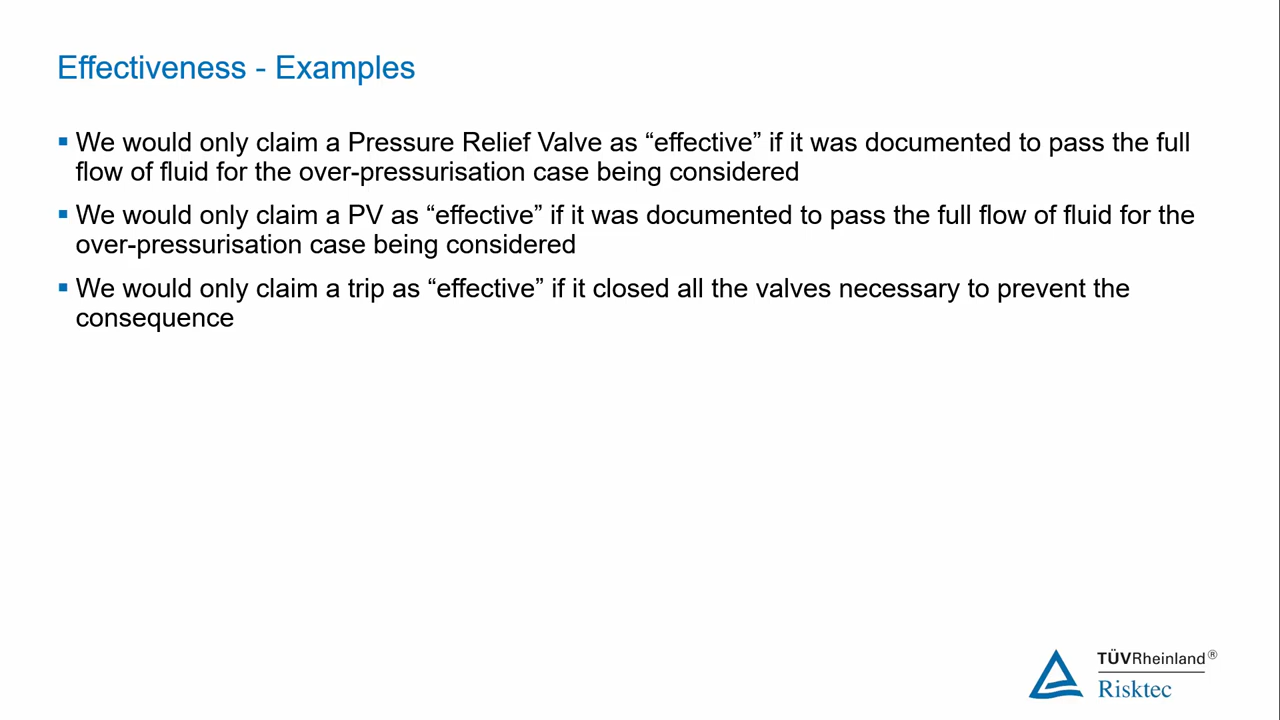 Effectiveness - Examples
We would only claim a Pressure Relief Valve as “effective” if it was documented to pass the full
flow of fluid for the over-pressurisation case being considered
We would only claim a PV as “effective” if it was documented to pass the full flow of fluid for the
over-pressurisation case being considered
We would only claim a trip as “effective” if it closed all the valves necessary to prevent the
consequence
TÜVRheinland®
Risktec